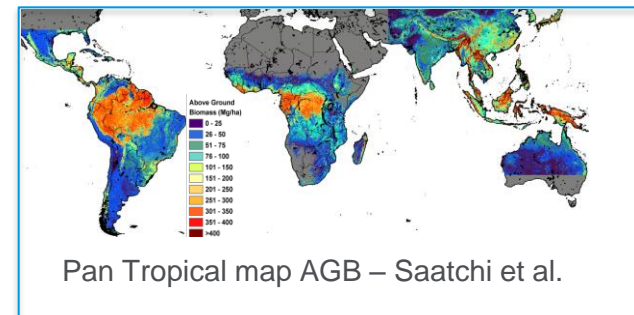 Above Ground
Biomass (Mg/ha)
0 - 25
26 - 50
51 - 75
76 - 100
101 - 150
151 - 200
201 - 250
251 - 300
301 - 350
351 - 400
>400
Pan Tropical map AGB – Saatchi et al.